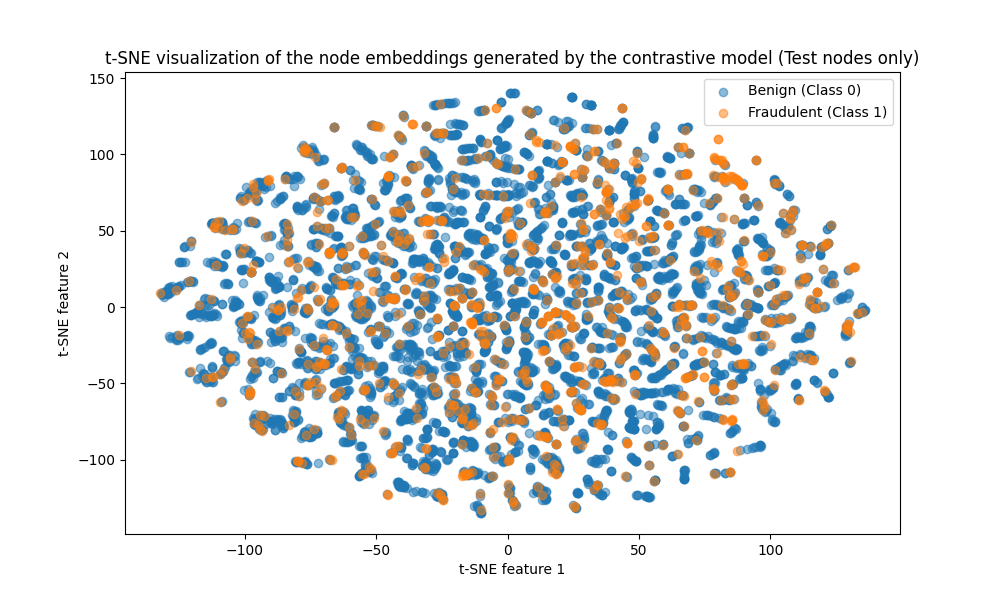 t-SNE visualization of the node embeddings generated by the contrastive model (Test nodes only)
Benign (Class 0)
Fraudulent (Class 1)
150
100
50
0
−50
−100
t-SNE feature 2
−100
−50
0
50
100
t-SNE feature 1